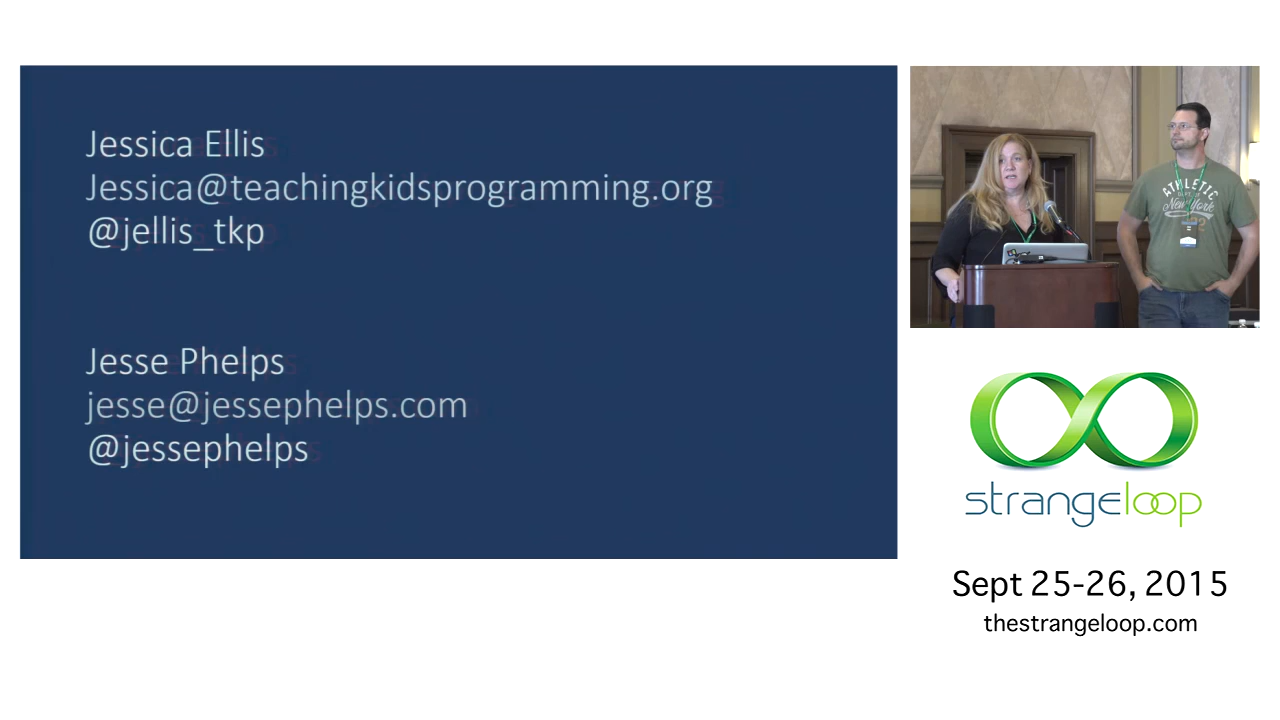 Jessica Ellis
Jessica@teachingkidsprogramming.org
@jellis_tkp
Jesse Phelps
jesse@jessephelps.com
@jessephelps
ATHLETIC
New York
strangeloop
Sept 25-26, 2015
thestrangeloop.com